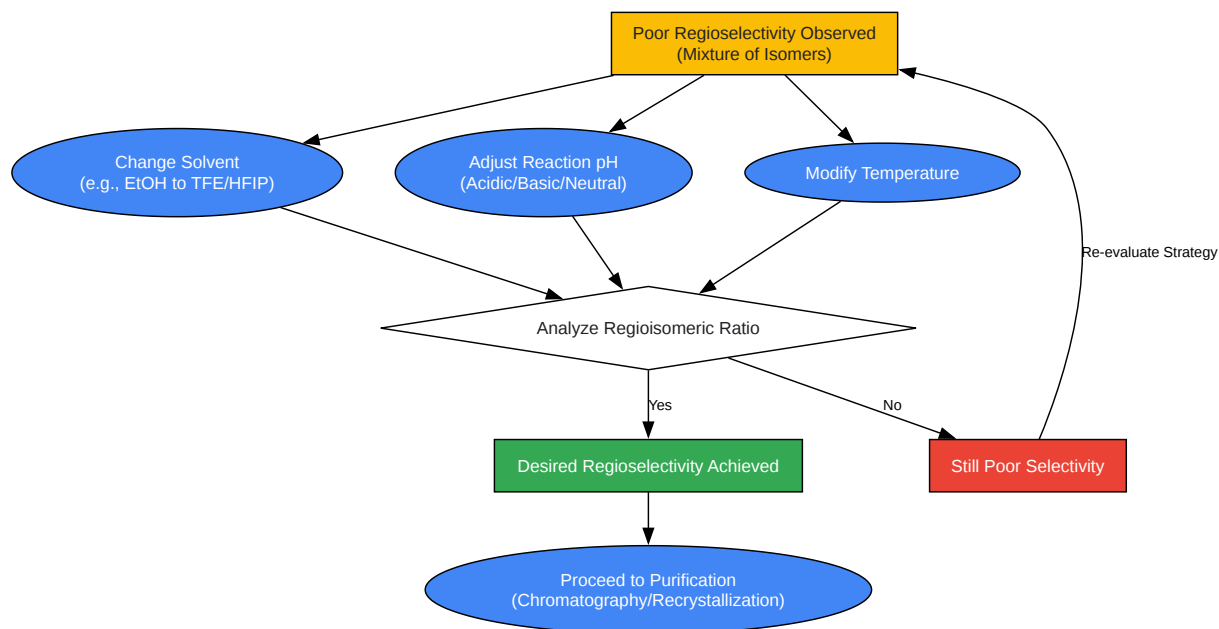 Poor Regioselectivity Observed
(Mixture of Isomers)
Change Solvent
(e.g., EtOH to TFE/HFIP)
Adjust Reaction pH
(Acidic/Basic/Neutral)
Modify Temperature
Re-evaluate Strategy
Analyze Regioisomeric Ratio
Yes
No
Desired Regioselectivity Achieved
Still Poor Selectivity
Proceed to Purification
(Chromatography/Recrystallization)